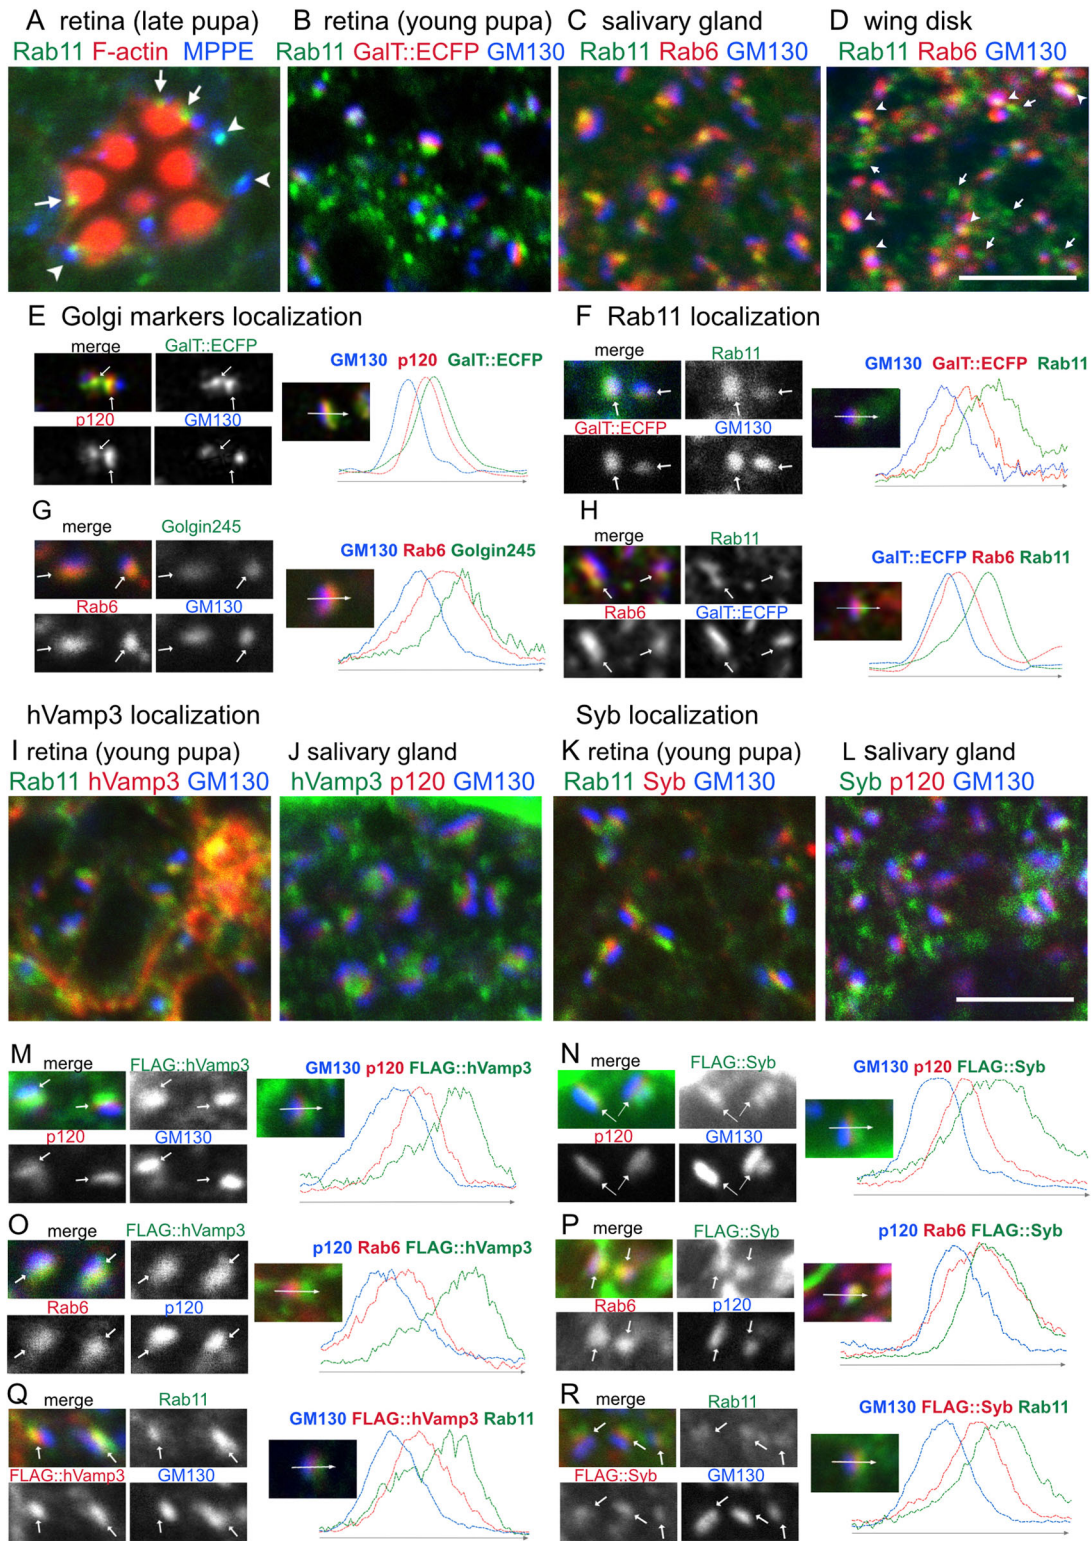 A retina (late pupa)
Rab11 F-actin MPPE
B retina (young pupa)
Rab11 GalT::ECFP GM130
C salivary gland
Rab11 Rab6 GM130
D wing disk
Rab11 Rab6 GM130
E Golgi markers localization
merge GalT::ECFP
p120 GM130
GM130 p120 GalT::ECFP
F Rab11 localization
merge Rab11
GalT::ECFP GM130
GM130 GalT::ECFP Rab11
G
merge Golgin245
Rab6 GM130
GM130 Rab6 Golgin245
H
merge Rab11
Rab6 GalT::ECFP
GalT::ECFP Rab6 Rab11
hVamp3 localization
I retina (young pupa)
Rab11 hVamp3 GM130
J salivary gland
hVamp3 p120 GM130
Syb localization
K retina (young pupa)
Rab11 Syb GM130
L salivary gland
Syb p120 GM130
M
merge FLAG::hVamp3
p120 GM130
GM130 p120 FLAG::hVamp3
N
merge FLAG::Syb
p120 GM130
GM130 p120 FLAG::Syb
O
merge FLAG::hVamp3
Rab6 p120
p120 Rab6 FLAG::hVamp3
P
merge FLAG::Syb
Rab6 p120
p120 Rab6 FLAG::Syb
Q
merge Rab11
FLAG::hVamp3 GM130
GM130 FLAG::hVamp3 Rab11
R
merge Rab11
FLAG::Syb GM130
GM130 FLAG::Syb Rab11